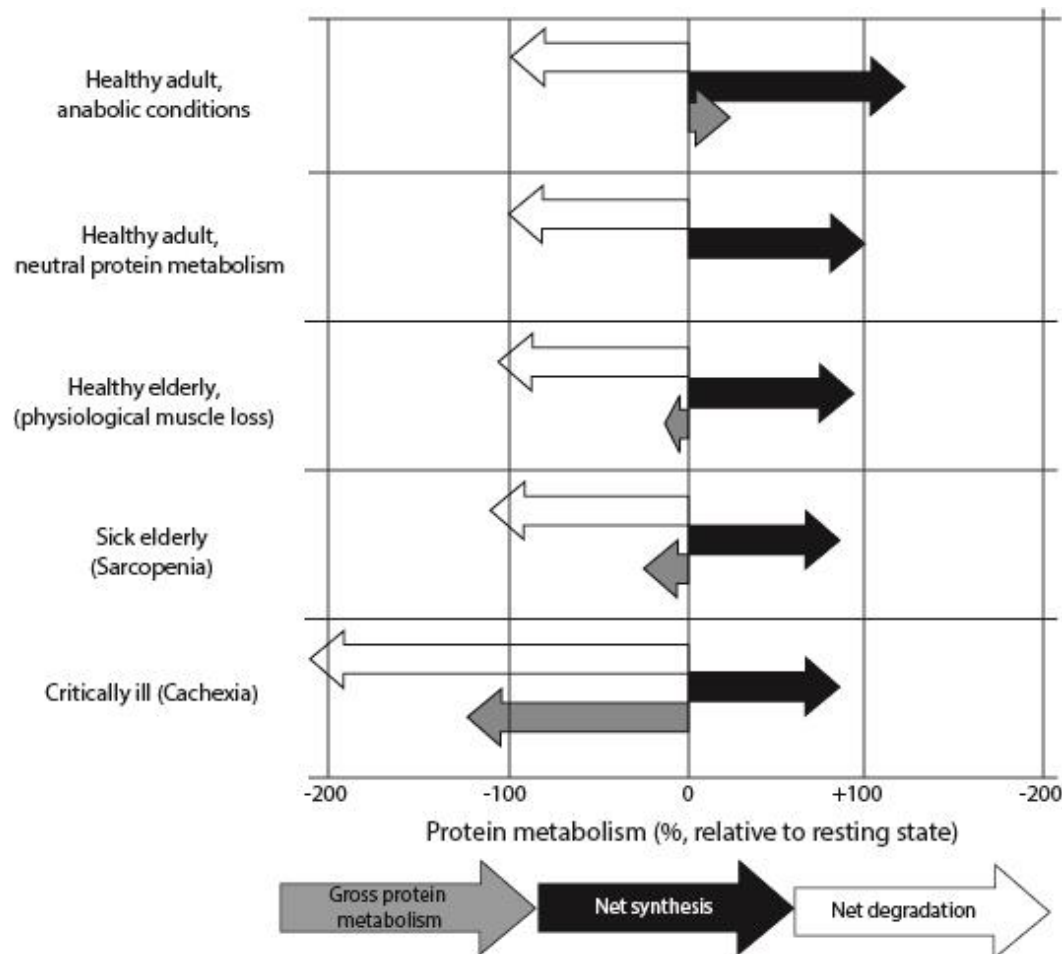 Healthy adult,
anabolic conditions
Healthy adult,
neutral protein metabolism
Healthy elderly,
(physiological muscle loss)
Sick elderly
(Sarcopenia)
Critically ill (Cachexia)
-200 -100 0 +100 -200
Protein metabolism (%, relative to resting state)
Gross protein
metabolism
Net synthesis
Net degradation